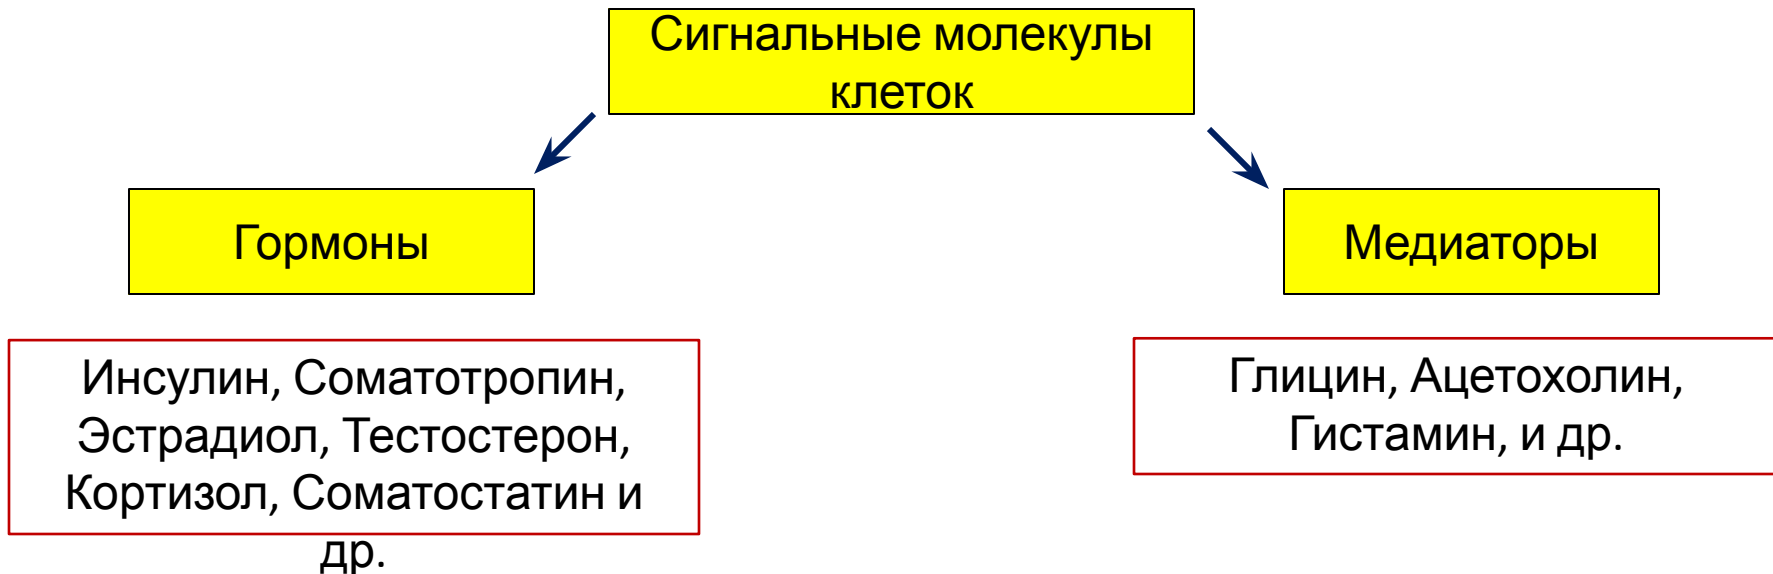 Сигнальные молекулы
клеток
Гормоны
Медиаторы
Инсулин, Соматотропин,
Эстрадиол, Тестостерон,
Кортизол, Соматостатин и
др.
Глицин, Ацетохолин,
Гистамин, и др.